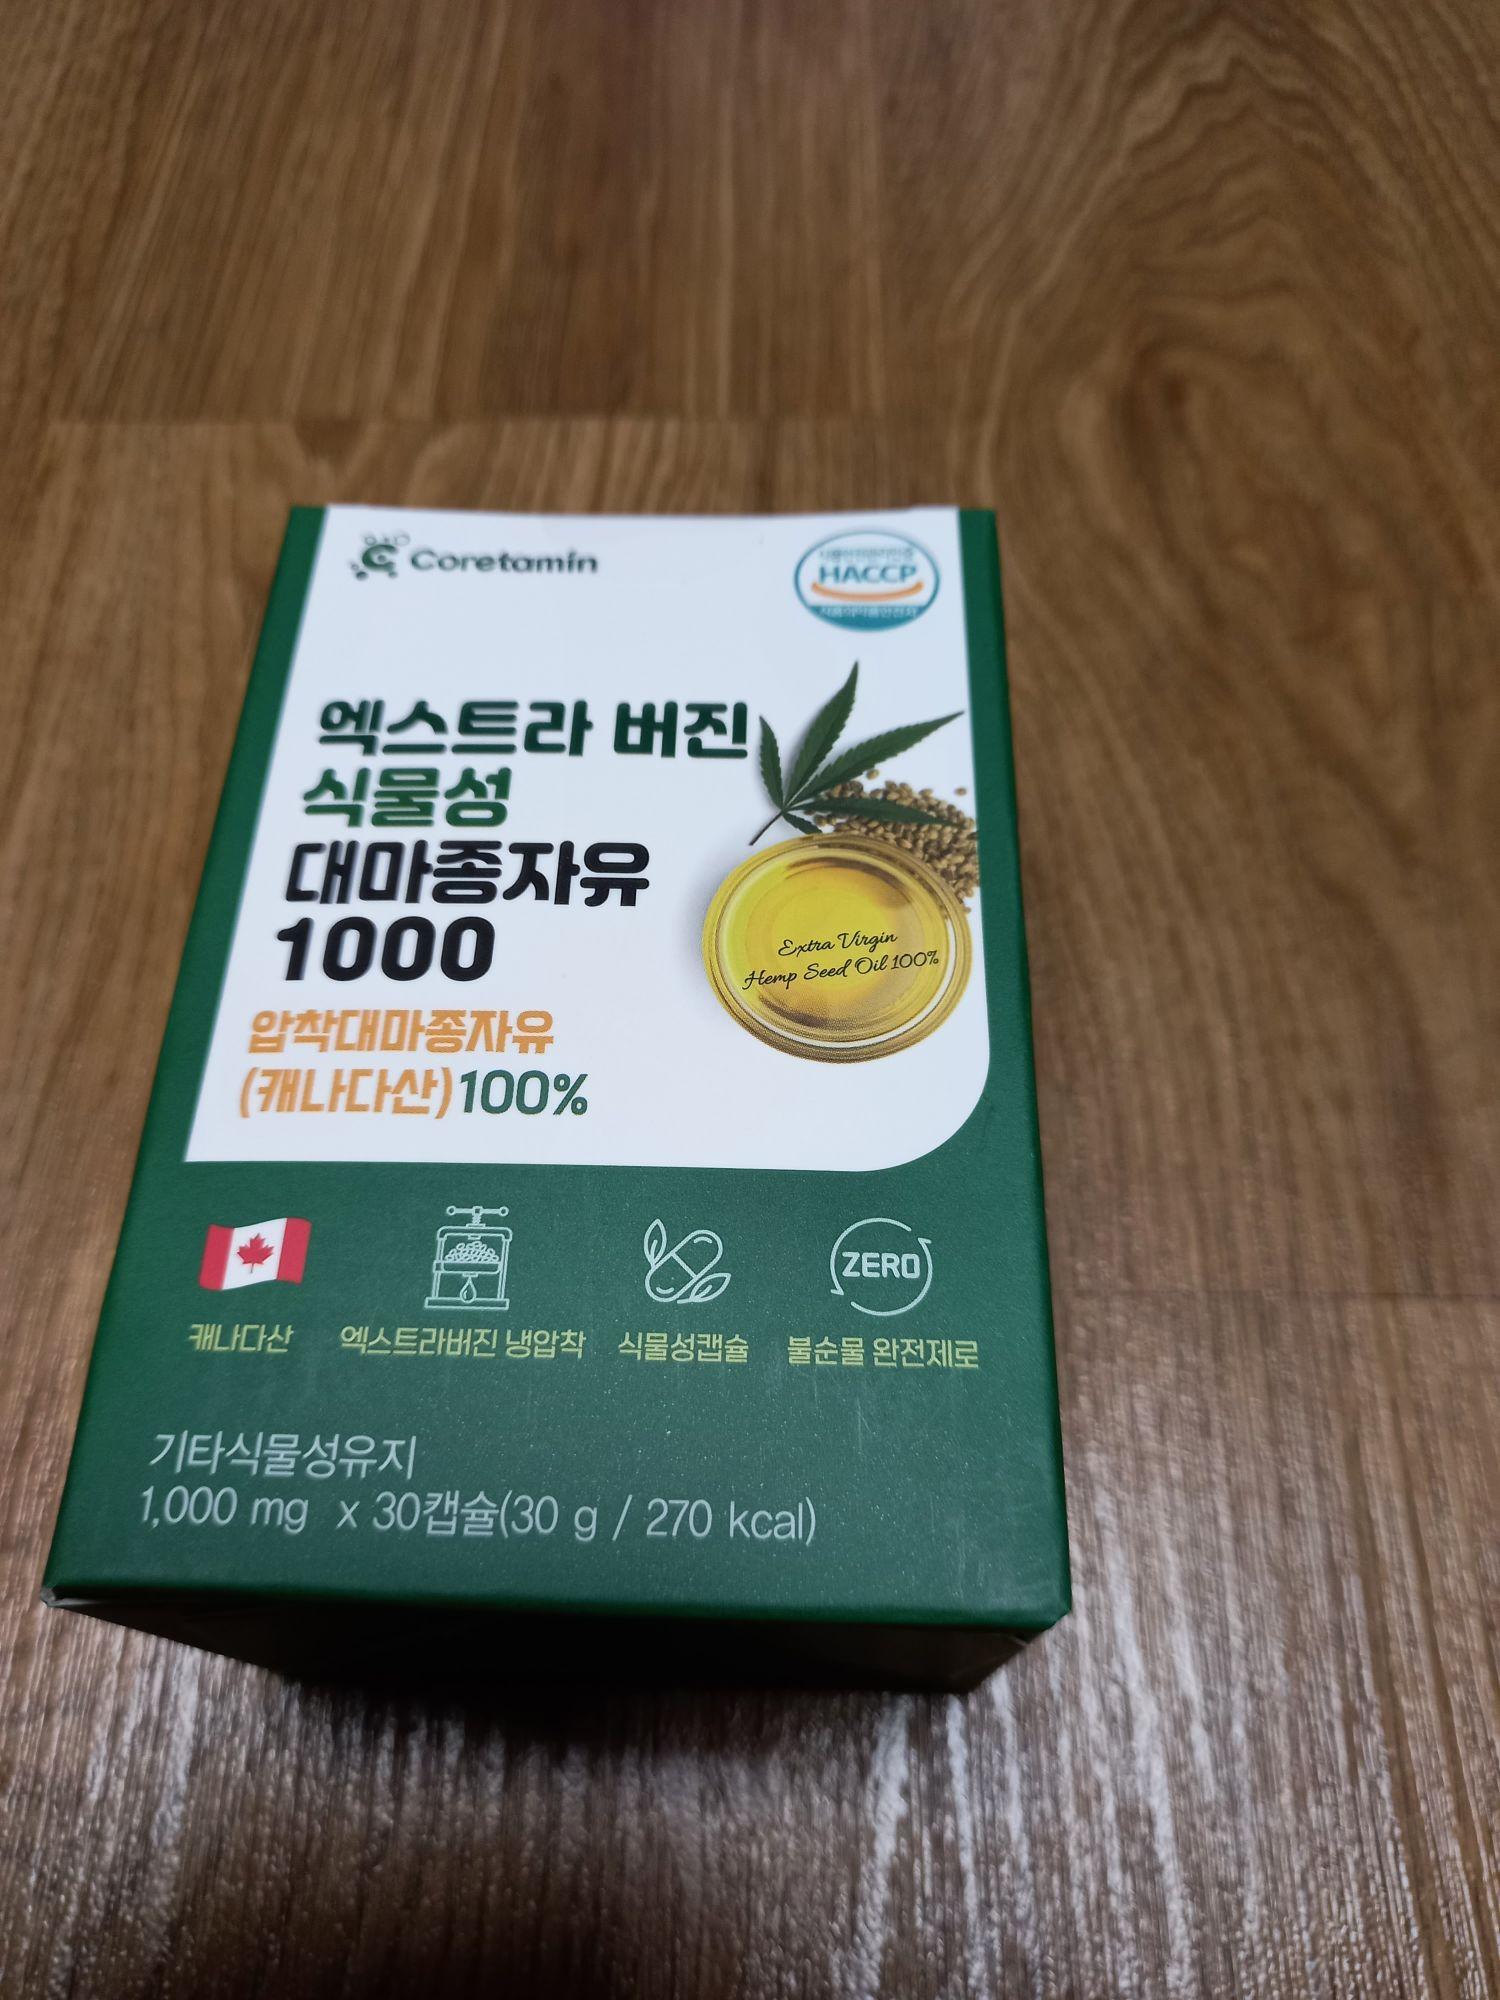 Coretamin
HACCP
엑스트라 버진
식물성
대마종자유
1000
Extra Virgin
Hemp Seed Oil 100%
압착대마종자유
(캐나다산)100%
ZERO
캐나다산
엑스트라버진 냉압착
식물성캡슐
불순물 완전제로
기타식물성유지
1,000 mg x 30캡슐(30 g / 270 kcal)